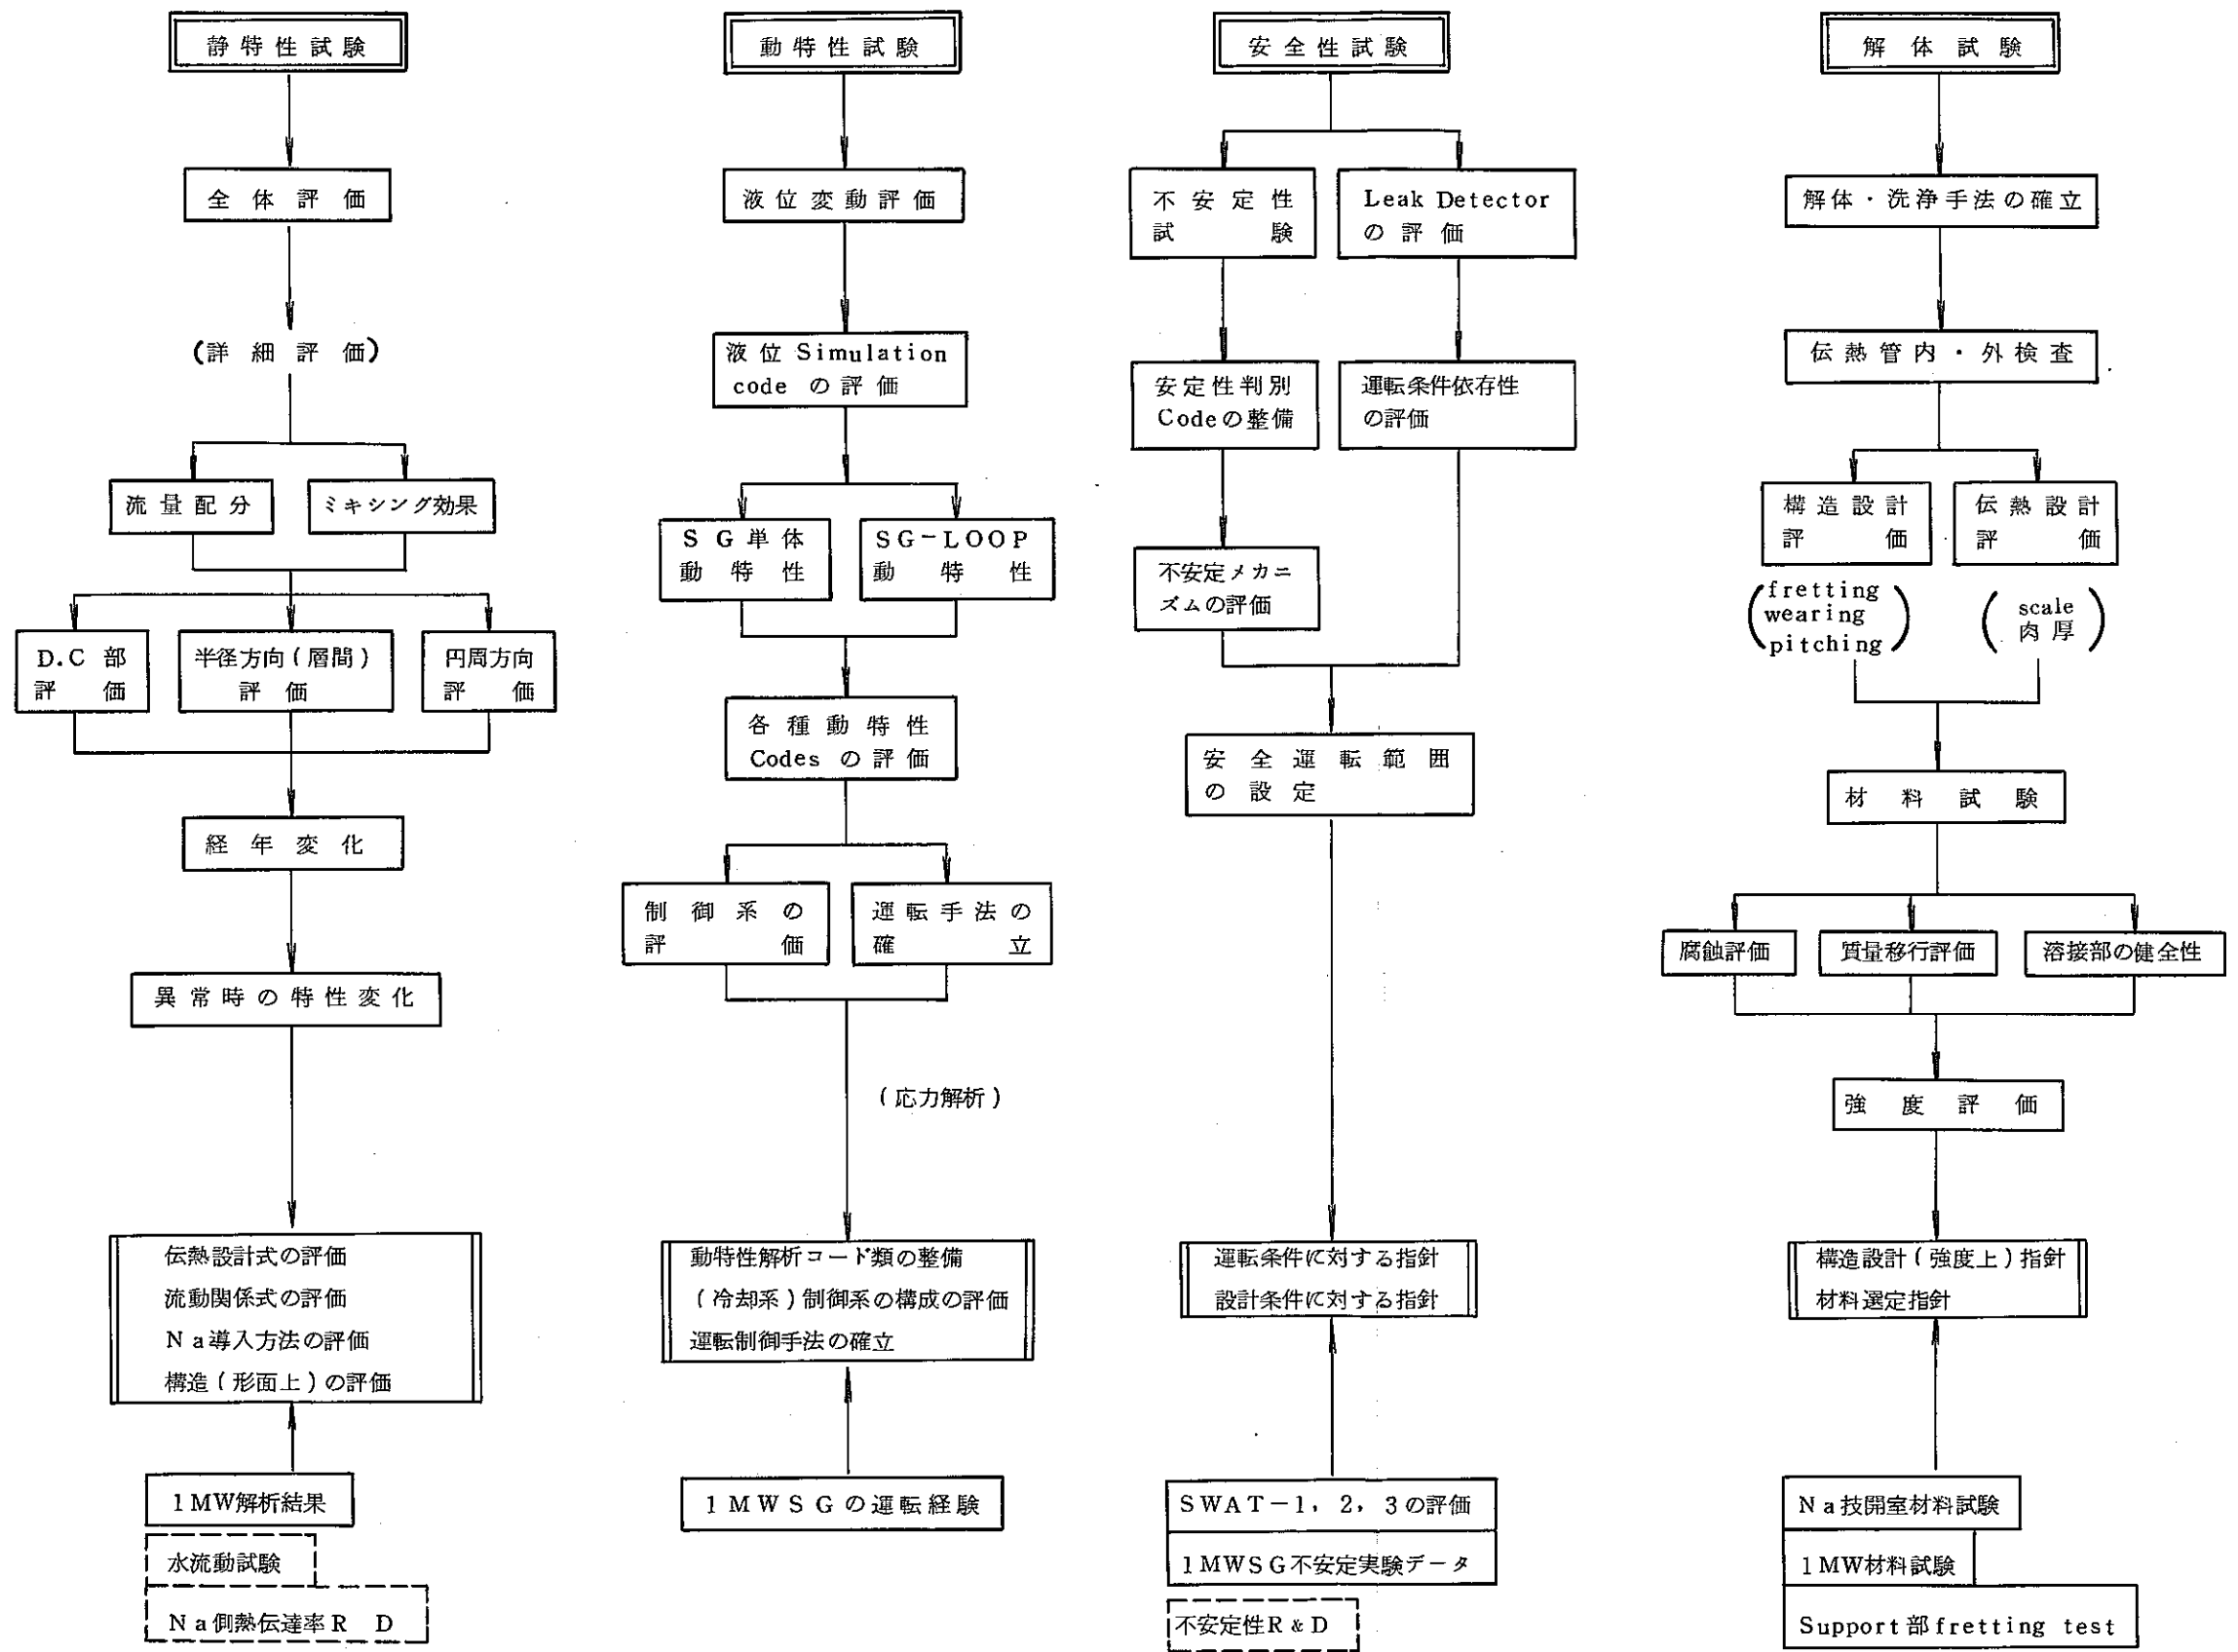 静特性試験
全体評価
(詳細評価)
流量配分
ミキシング効果
D.C部
評価
半径方向(層間)
評価
円周方向
評価
経年変化
異常時の特性変化
伝熱設計式の評価
流動関係式の評価
Na導入方法の評価
構造(形面上)の評価
1MW解析結果
水流動試験
Na側熱伝達率R D
動特性試験
液位変動評価
液位Simulation
codeの評価
SG単体
動特性
SG-LOOP
動特性
各種動特性
Codesの評価
制御系の
評価
運転手法の
確立
(応力解析)
動特性解析コード類の整備
(冷却系)制御系の構成の評価
運転制御手法の確立
1MWSGの運転経験
安全性試験
不安定性
試験
Leak Detector
の評価
安定性判別
Codeの整備
運転条件依存性
の評価
不安定メカニ
ズムの評価
安全運転範囲
の設定
運転条件に対する指針
設計条件に対する指針
SWAT-1, 2, 3の評価
1MWSG不安定実験データ
不安定性R&D
解体試験
解体・洗浄手法の確立
伝熱管内・外検査
構造設計
評価
伝熱設計
評価
(fretting
wearing
pitching)
(scale
肉厚)
材料試験
腐蝕評価
質量移行評価
溶接部の健全性
強度評価
構造設計(強度上)指針
材料選定指針
Na技開室材料試験
1MW材料試験
Support部fretting test